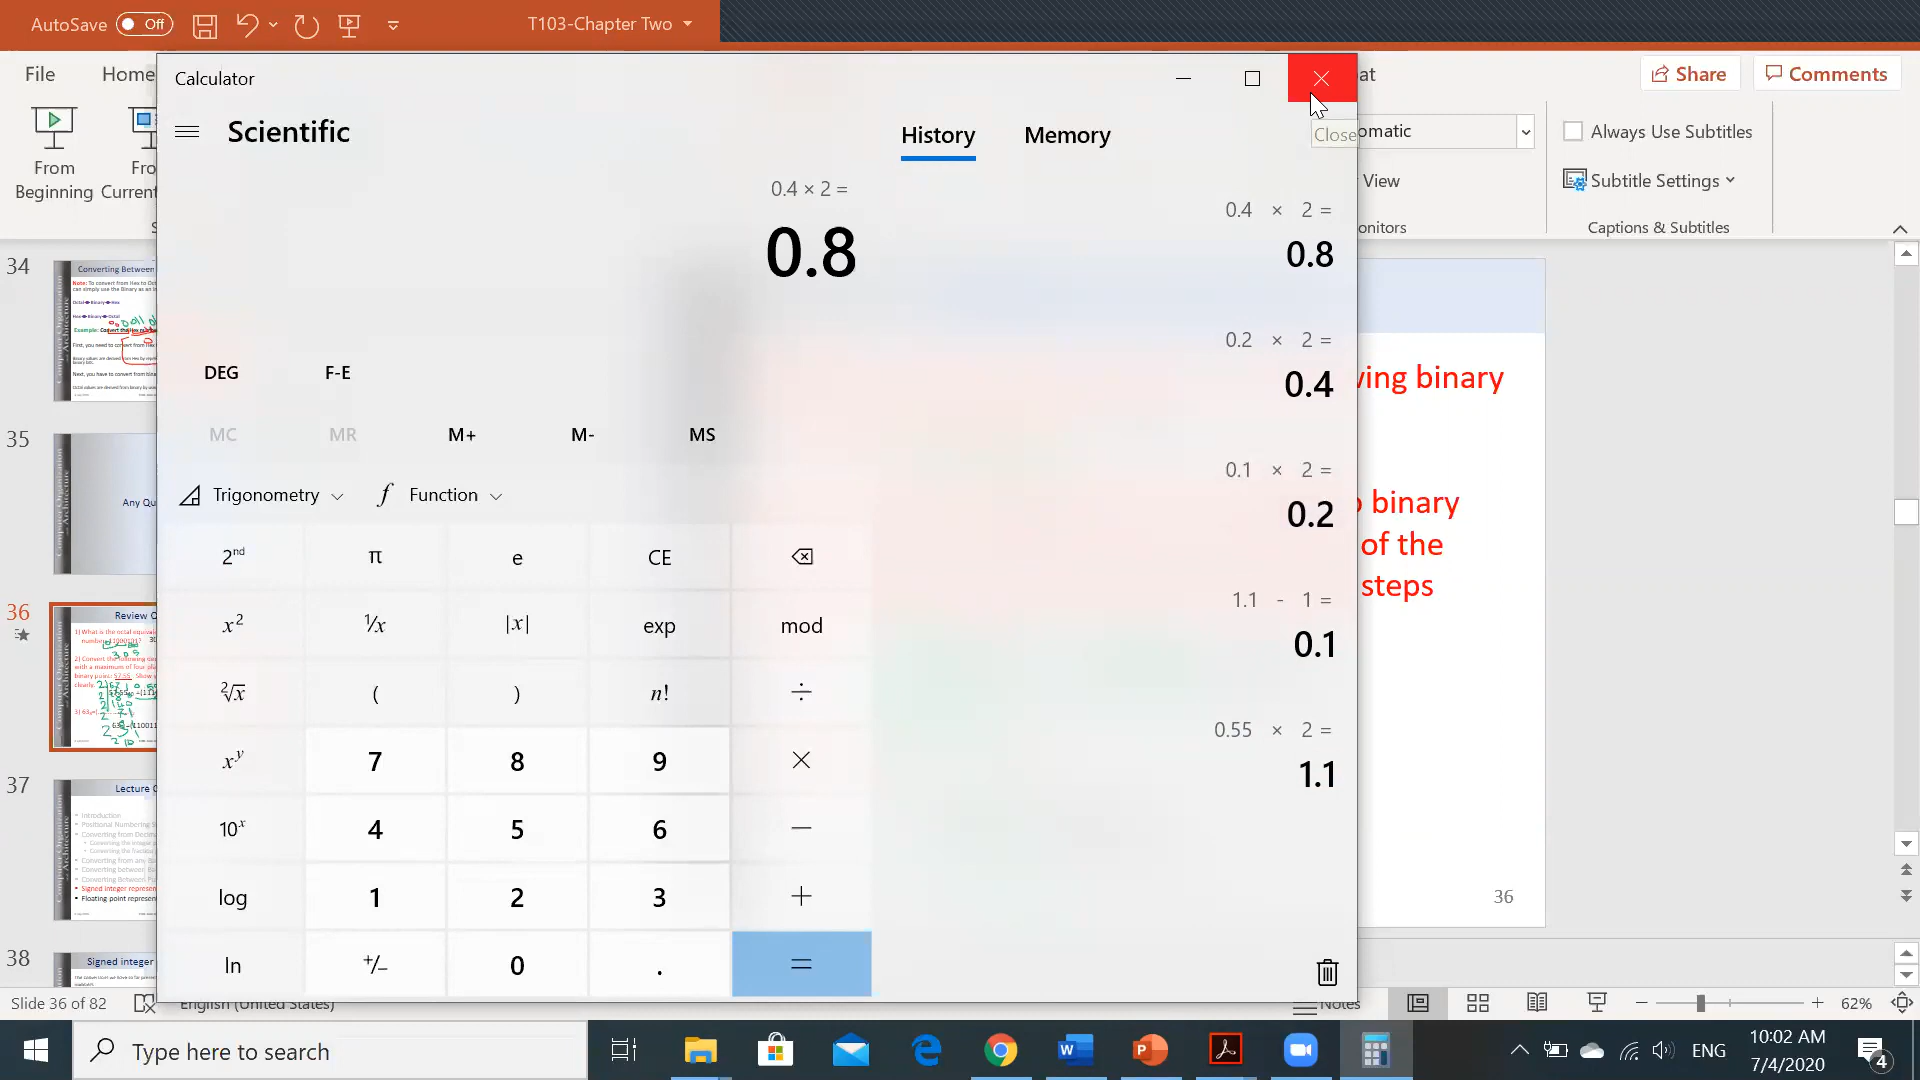 AutoSave Off
T103-Chapter Two
File Home
Share
Comments
Calculator
Close
From Beginning
omatic
Always Use Subtitles
View
Subtitle Settings
onitors
Captions & Subtitles
Scientific
History
Memory
0.4 × 2 =
0.8
0.4 × 2 =
0.8
0.2 × 2 =
0.4
0.1 × 2 =
0.2
1.1 - 1 =
0.1
0.55 × 2 =
1.1
DEG F-E
MC MR M+ M- MS
Trigonometry Function
2nd π e CE
x2 1/x |x| exp mod
2√x ( ) n! ÷
xy 7 8 9 ×
10x 4 5 6 −
log 1 2 3 +
ln +/− 0 . =
34
Converting Between
35
Any Qu
36
37
38
Signed integer
ving binary
binary
of the
steps
36
Slide 36 of 82
English (United States)
Notes
62%
Type here to search
ENG
10:02 AM
7/4/2020
4